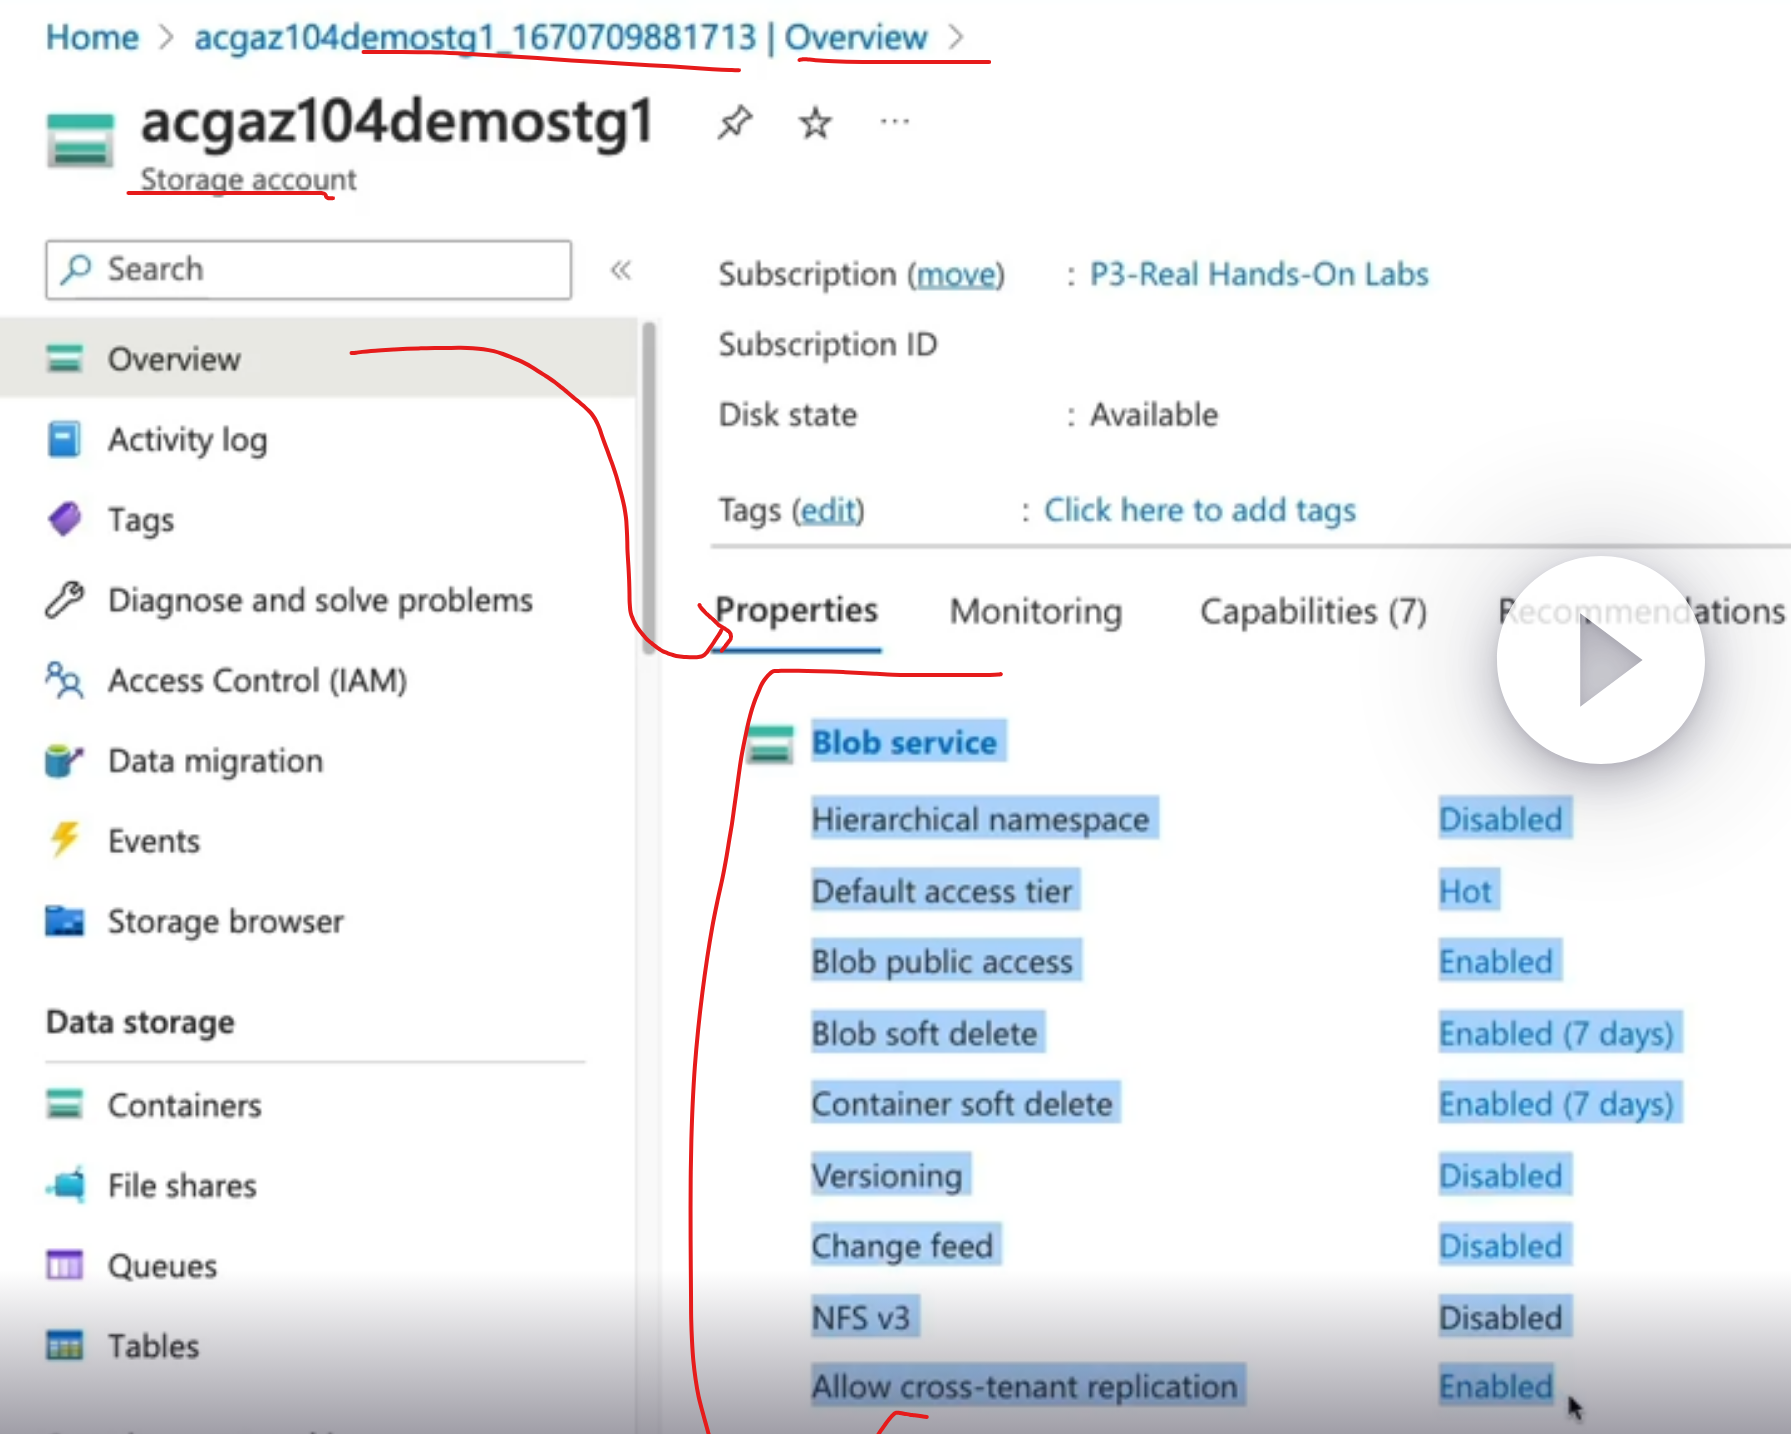 Home > acgaz104demostg1_1670709881713 | Overview >
acgaz104demostg1
Storage account
Search
«
Overview
Activity log
Tags
Diagnose and solve problems
Access Control (IAM)
Data migration
Events
Storage browser
Data storage
Containers
File shares
Queues
Tables
Subscription (move) : P3-Real Hands-On Labs
Subscription ID
Disk state : Available
Tags (edit) : Click here to add tags
Properties Monitoring Capabilities (7) Recommendations
Blob service
Hierarchical namespace Disabled
Default access tier Hot
Blob public access Enabled
Blob soft delete Enabled (7 days)
Container soft delete Enabled (7 days)
Versioning Disabled
Change feed Disabled
NFS v3 Disabled
Allow cross-tenant replication Enabled